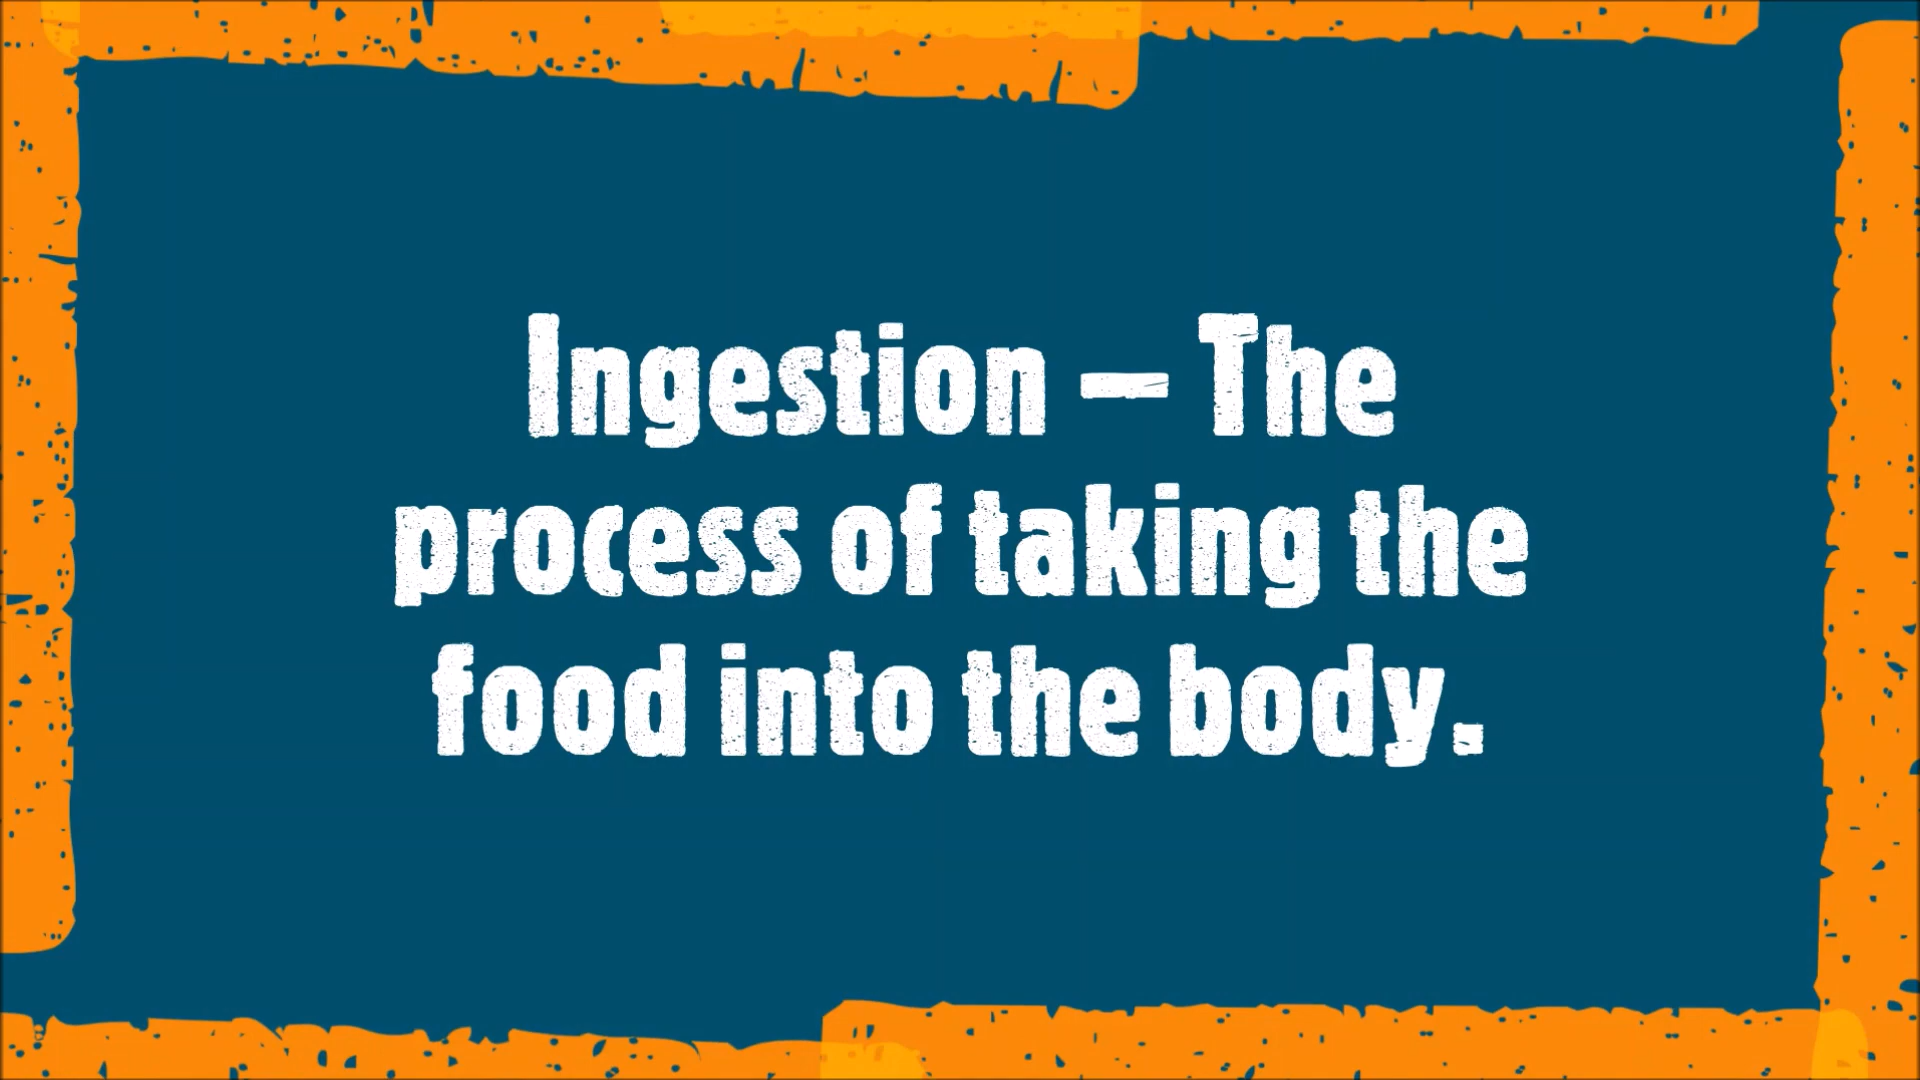 Ingestion – The
process of taking the
food into the body.